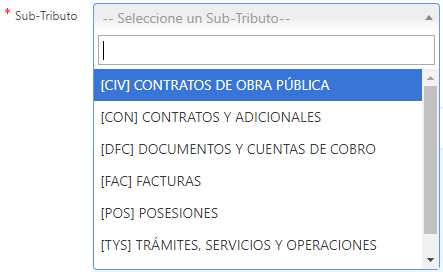 * Sub-Tributo
-- Seleccione un Sub-Tributo--
[CIV] CONTRATOS DE OBRA PÚBLICA
[CON] CONTRATOS Y ADICIONALES
[DFC] DOCUMENTOS Y CUENTAS DE COBRO
[FAC] FACTURAS
[POS] POSESIONES
[TYS] TRÁMITES, SERVICIOS Y OPERACIONES